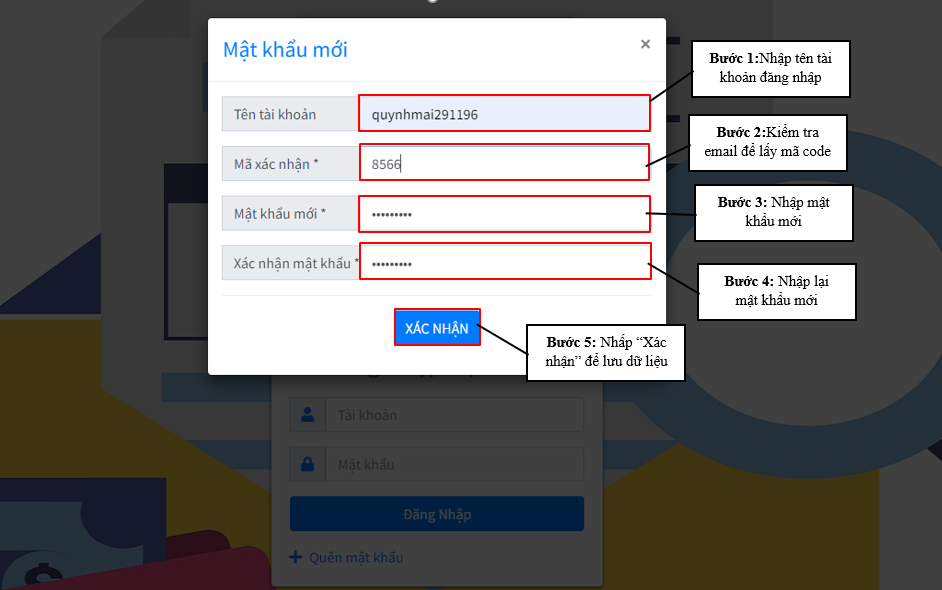 Mật khẩu mới
×
Bước 1:Nhập tên tài
khoản đăng nhập
Tên tài khoản
quynhmai291196
Bước 2:Kiểm tra
email để lấy mã code
Mã xác nhận *
8566
Bước 3: Nhập mật
khẩu mới
Mật khẩu mới *
•••••••••
Xác nhận mật khẩu *
•••••••••
Bước 4: Nhập lại
mật khẩu mới
XÁC NHẬN
Bước 5: Nhấp “Xác
nhận” để lưu dữ liệu
Tài khoản
Mật khẩu
Đăng Nhập
Quên mật khẩu